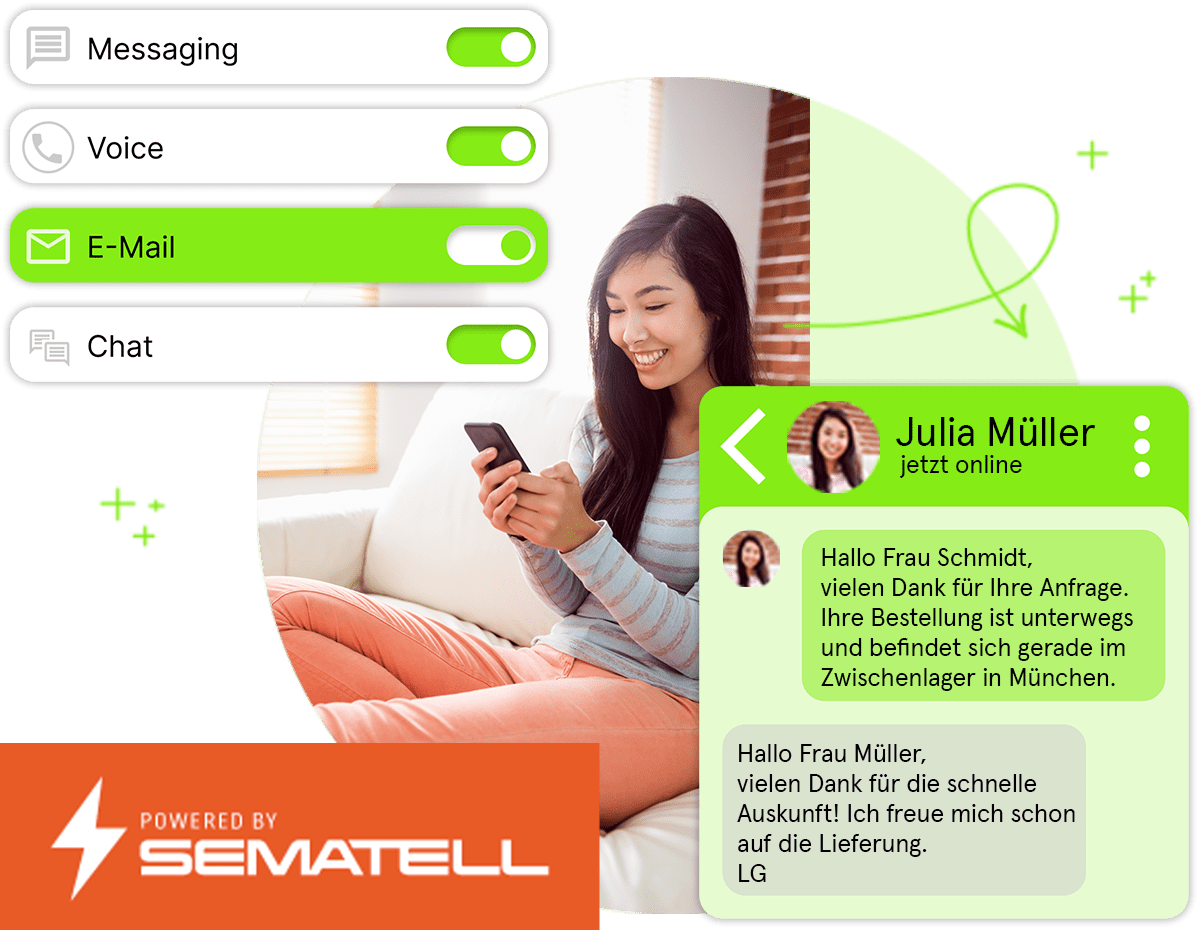 Messaging
Voice
E-Mail
Chat
Julia Müller
jetzt online
Hallo Frau Schmidt,
vielen Dank für Ihre Anfrage.
Ihre Bestellung ist unterwegs
und befindet sich gerade im
Zwischenlager in München.
Hallo Frau Müller,
vielen Dank für die schnelle
Auskunft! Ich freue mich schon
auf die Lieferung.
LG
POWERED BY
SEMATELL